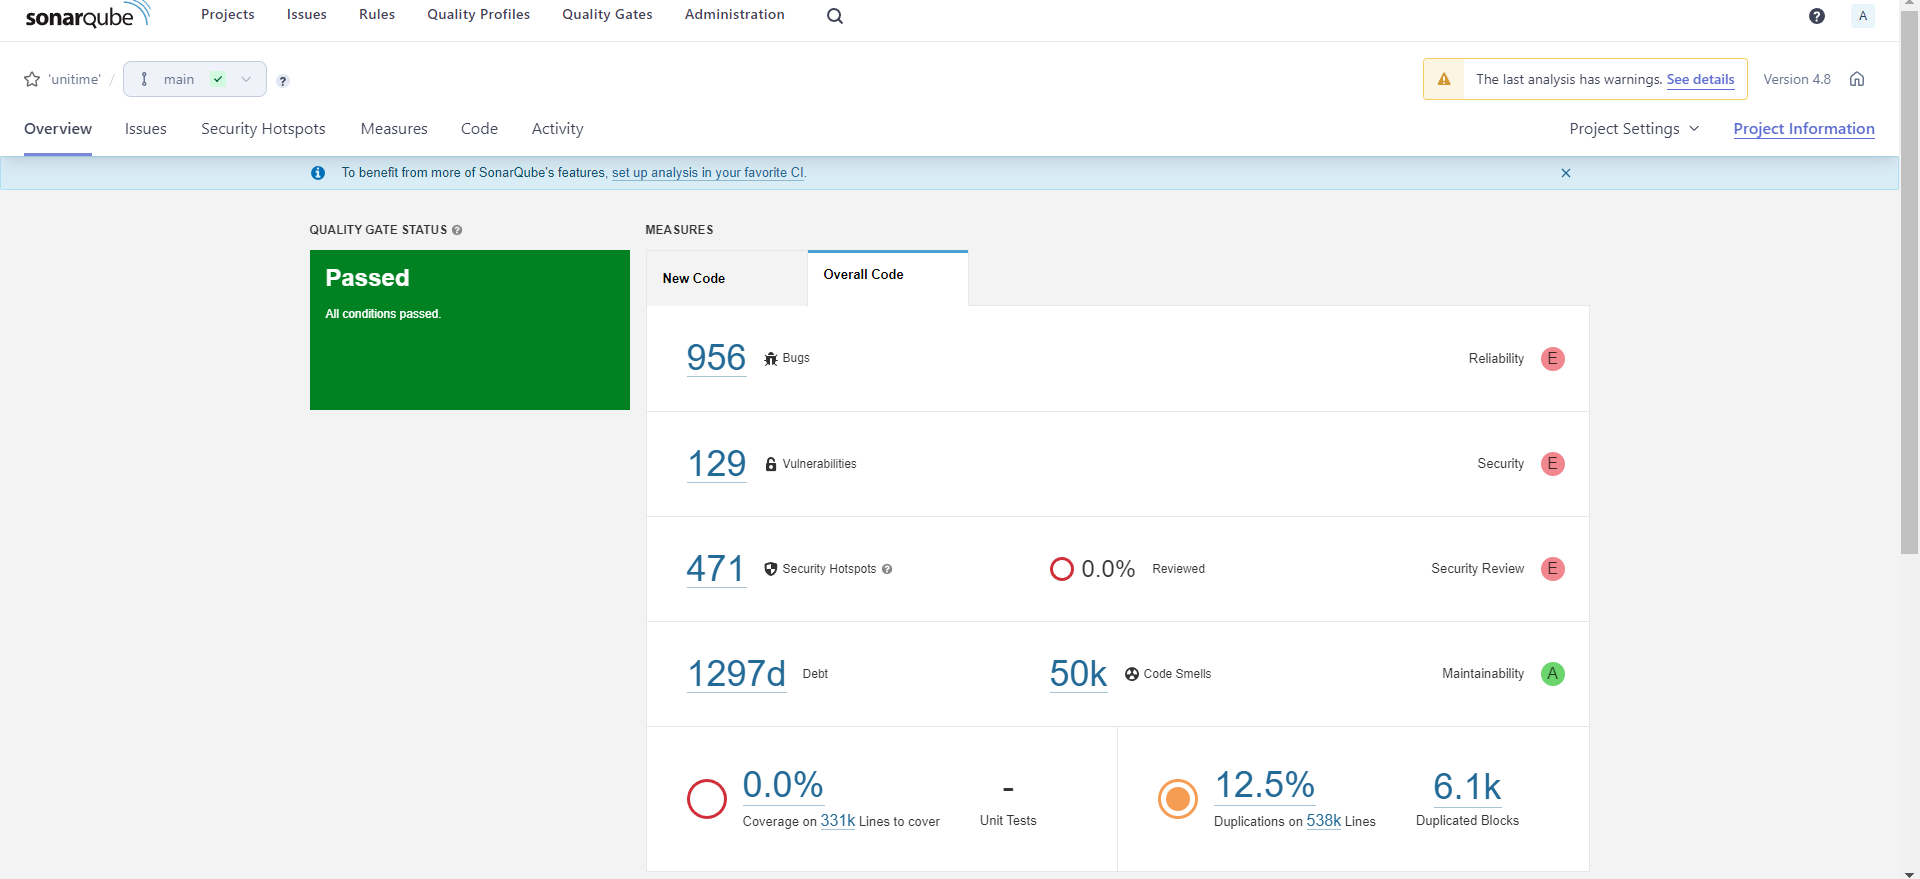 sonarqube
Projects Issues Rules Quality Profiles Quality Gates Administration
? A
'unitime' / main ?
The last analysis has warnings. See details Version 4.8
Overview Issues Security Hotspots Measures Code Activity Project Settings Project Information
To benefit from more of SonarQube's features, set up analysis in your favorite CI.
QUALITY GATE STATUS ?
MEASURES
Passed
All conditions passed.
New Code
Overall Code
956 Bugs Reliability E
129 Vulnerabilities Security E
471 Security Hotspots ? 0.0% Reviewed Security Review E
1297d Debt 50k Code Smells Maintainability A
0.0% - 12.5% 6.1k
Coverage on 331k Lines to cover Unit Tests Duplications on 538k Lines Duplicated Blocks